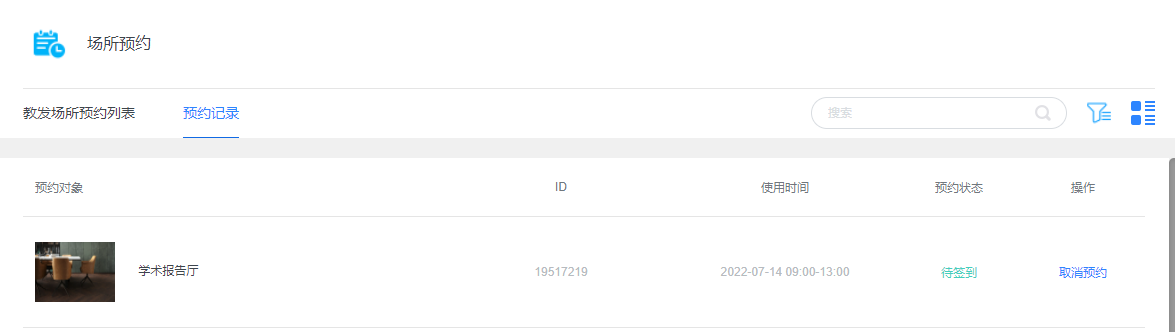 场所预约
教发场所预约列表 预约记录 搜索
预约对象 ID 使用时间 预约状态 操作
学术报告厅 19517219 2022-07-14 09:00-13:00 待签到 取消预约